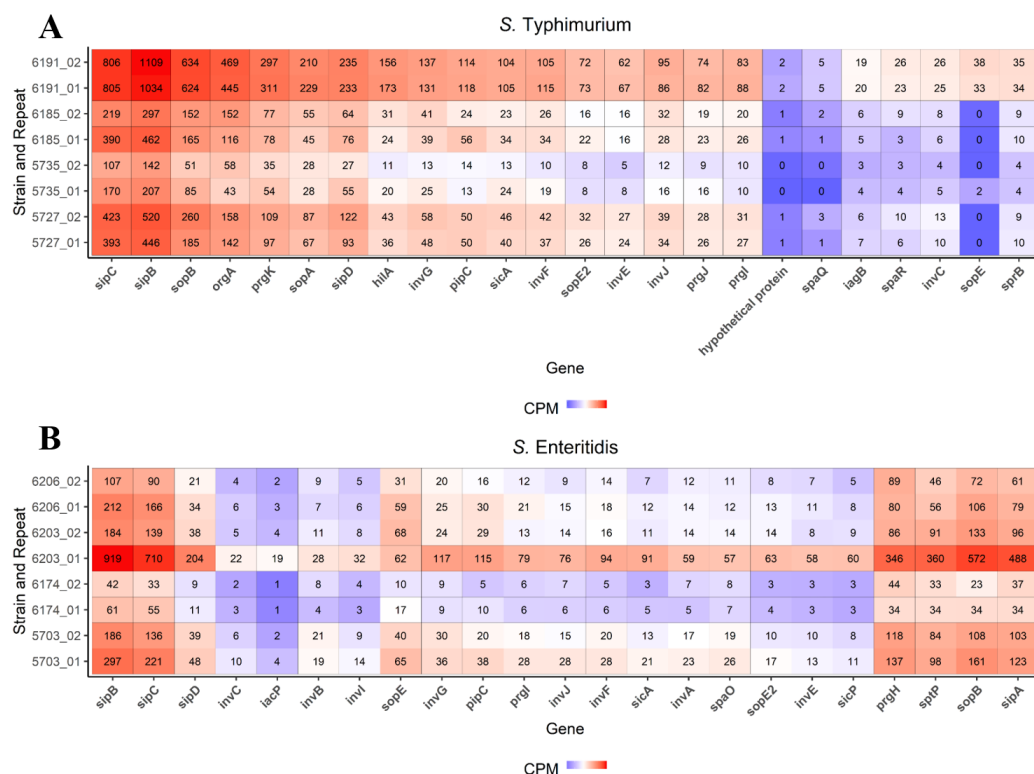 A
S. Typhimurium
Strain and Repeat
6191_02 806 1109 634 469 297 210 235 156 137 114 104 105 72 62 95 74 83 2 5 19 26 26 38 35
6191_01 805 1034 624 445 311 229 233 173 131 118 105 115 73 67 86 82 88 2 5 20 23 25 33 34
6185_02 219 297 152 152 77 55 64 31 41 24 23 26 16 16 32 19 20 1 2 6 9 8 0 9
6185_01 390 462 165 116 78 45 76 24 39 56 34 34 22 16 28 23 26 1 1 5 3 6 0 10
5735_02 107 142 51 58 35 28 27 11 13 14 13 10 8 5 12 9 10 0 0 3 3 4 0 4
5735_01 170 207 85 43 54 28 55 20 25 13 24 19 8 8 16 16 10 0 0 4 4 5 2 4
5727_02 423 520 260 158 109 87 122 43 58 50 46 42 32 27 39 28 31 1 3 6 10 13 0 9
5727_01 393 446 185 142 97 67 93 36 48 50 40 37 26 24 34 26 27 1 1 7 6 10 0 10
sipC sipB sopB orgA prgK sopA sipD hilA invG pipC sicA invF sopE2 invE invJ prgJ prgI hypothetical protein spaQ iagB spaR invC sopE sprB
Gene
CPM
B
S. Enteritidis
Strain and Repeat
6206_02 107 90 21 4 2 9 5 31 20 16 12 9 14 7 12 11 8 7 5 89 46 72 61
6206_01 212 166 34 6 3 7 6 59 25 30 21 15 18 12 14 12 13 11 8 80 56 106 79
6203_02 184 139 38 5 4 11 8 68 24 29 13 14 16 11 14 14 14 8 9 86 91 133 96
6203_01 919 710 204 22 19 28 32 62 117 115 79 76 94 91 59 57 63 58 60 346 360 572 488
6174_02 42 33 9 2 1 8 4 10 9 5 6 7 5 3 7 8 3 3 3 44 33 23 37
6174_01 61 55 11 3 1 4 3 17 9 10 6 6 6 5 5 7 4 3 3 34 34 34 34
5703_02 186 136 39 6 2 21 9 40 30 20 18 15 20 13 17 19 10 10 8 118 84 108 103
5703_01 297 221 48 10 4 19 14 65 36 38 28 28 28 21 23 26 17 13 11 137 98 161 123
sipB sipC sipD invC iacP invB invI sopE invG pipC prgI invJ invF sicA invA spaO sopE2 invE sicP prgH sptP sopB sipA
Gene
CPM